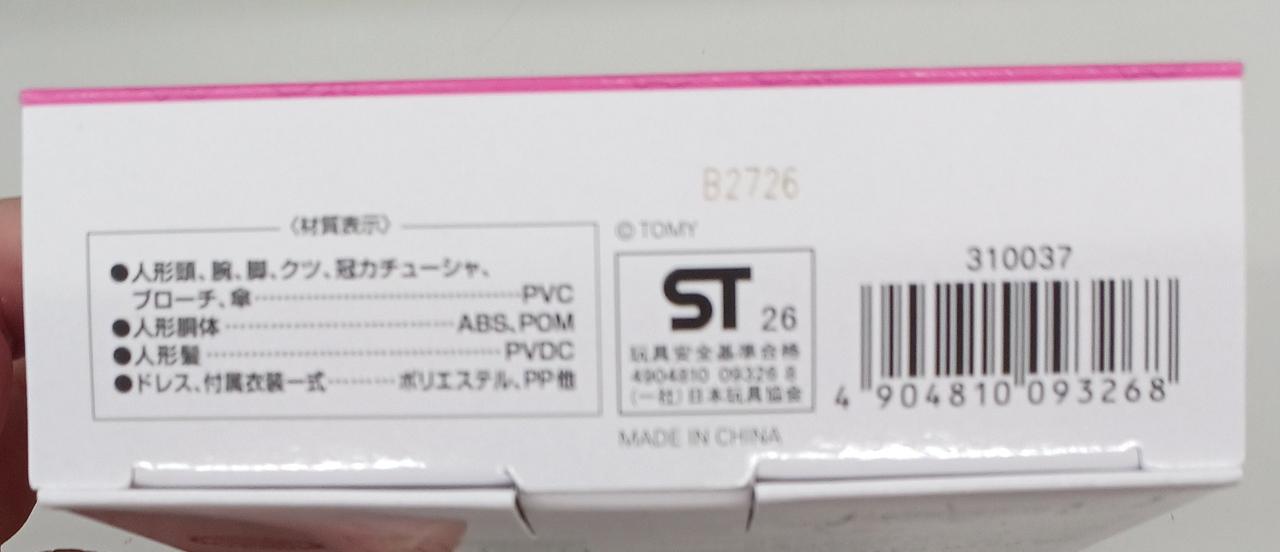 B2726
〈材質表示〉
●人形頭、腕、脚、クツ、冠カチューシャ、
ブローチ、傘…………………………PVC
●人形胴体……………………ABS、POM
●人形髪…………………………PVDC
●ドレス、付属衣装一式………ポリエステル、PP他
© TOMY
ST 26
玩具安全基準合格
4904810 09326 8
(一社)日本玩具協会
MADE IN CHINA
310037
4 904810 093268